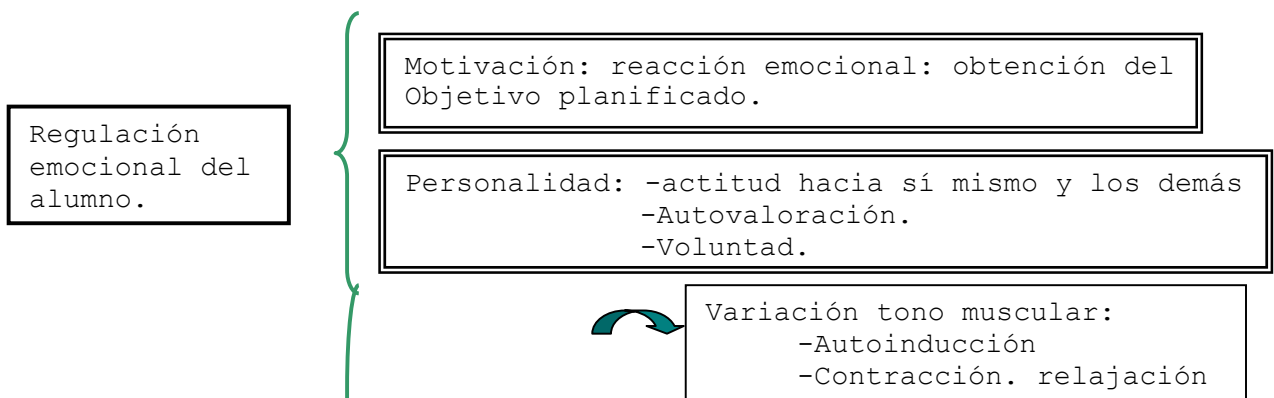 Regulación
emocional del
alumno.
Motivación: reacción emocional: obtención del
Objetivo planificado.
Personalidad: -actitud hacia sí mismo y los demás
-Autovaloración.
-Voluntad.
Variación tono muscular:
-Autoinducción
-Contracción. relajación